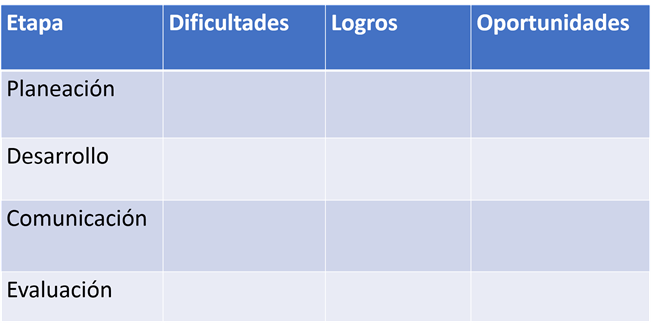 Etapa Dificultades Logros Oportunidades
Planeación
Desarrollo
Comunicación
Evaluación